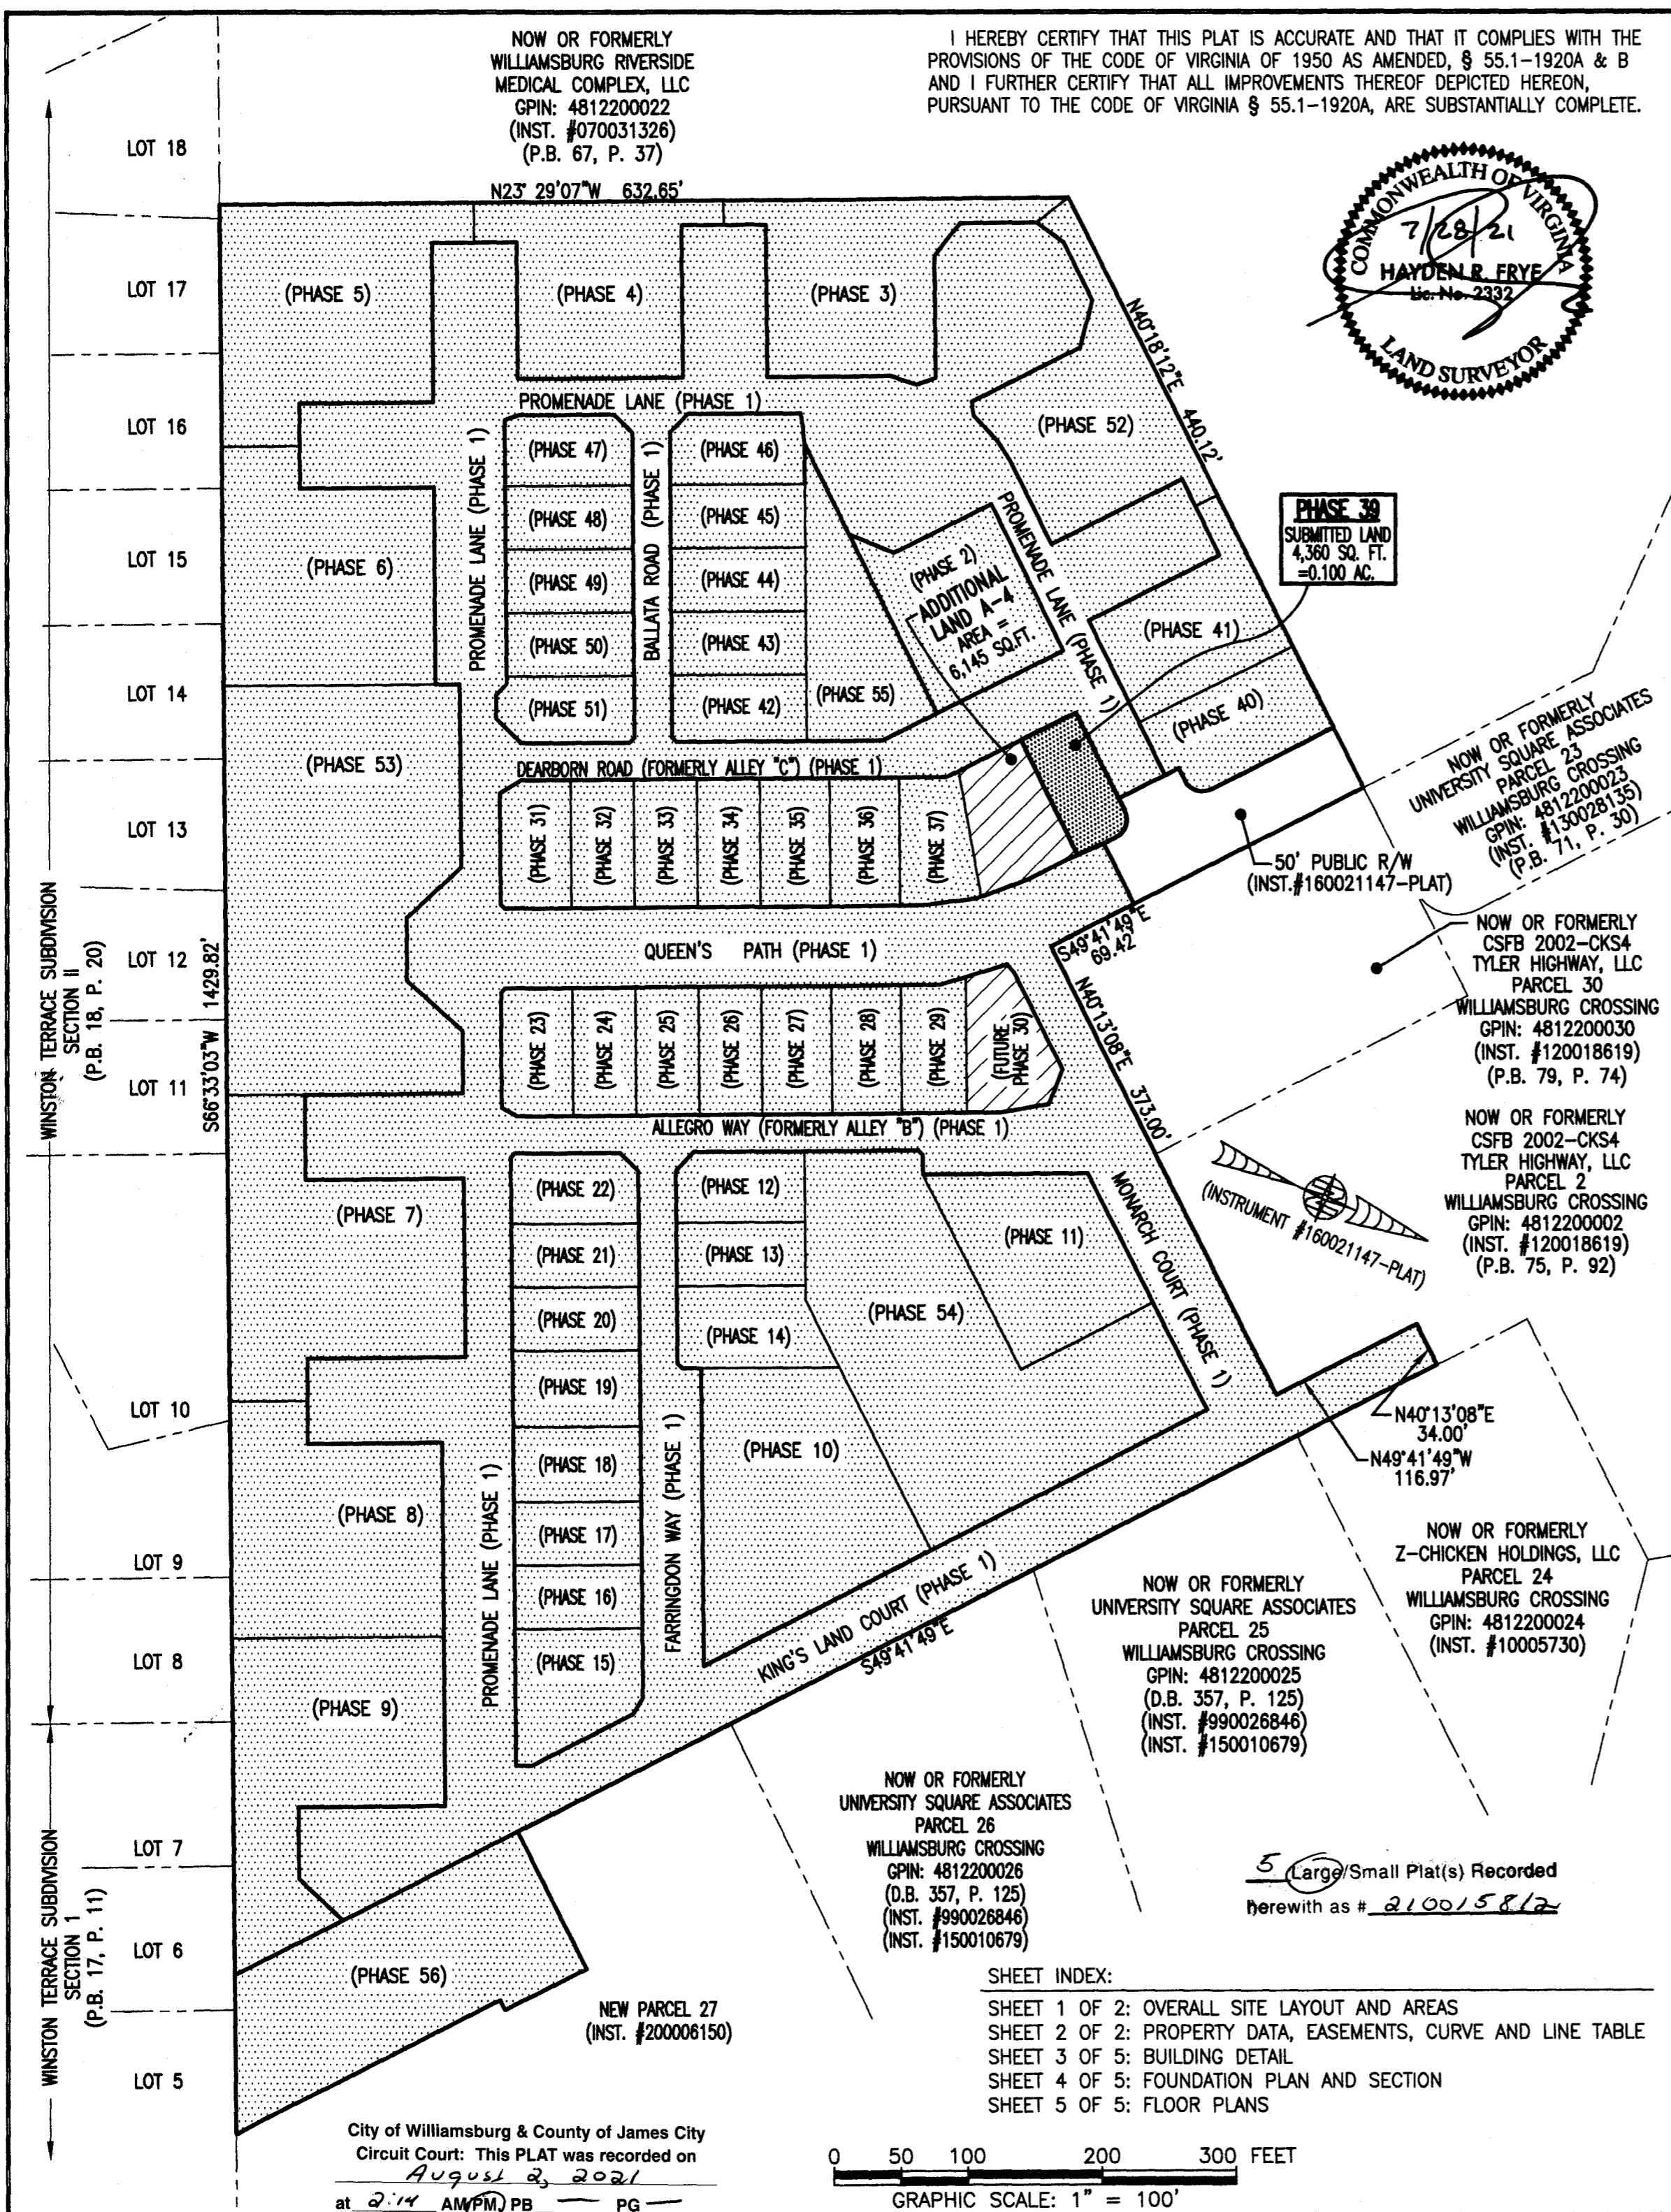 NOW OR FORMERLY
WILLIAMSBURG RIVERSIDE
MEDICAL COMPLEX, LLC
GPIN: 4812200022
(INST. #070031326)
(P.B. 67, P. 37)
N23° 29'07"W 632.65'
I HEREBY CERTIFY THAT THIS PLAT IS ACCURATE AND THAT IT COMPLIES WITH THE
PROVISIONS OF THE CODE OF VIRGINIA OF 1950 AS AMENDED, § 55.1-1920A & B
AND I FURTHER CERTIFY THAT ALL IMPROVEMENTS THEREOF DEPICTED HEREON,
PURSUANT TO THE CODE OF VIRGINIA § 55.1-1920A, ARE SUBSTANTIALLY COMPLETE.
COMMONWEALTH OF VIRGINIA
7/28/21
HAYDEN R. FRYE
Lic. No. 2332
LAND SURVEYOR
LOT 18
LOT 17
LOT 16
LOT 15
LOT 14
LOT 13
LOT 12
LOT 11
LOT 10
LOT 9
LOT 8
LOT 7
LOT 6
LOT 5
WINSTON TERRACE SUBDIVISION
SECTION II
(P.B. 18, P. 20)
WINSTON TERRACE SUBDIVISION
SECTION 1
(P.B. 17, P. 11)
S66°33'03"W 1429.82'
(PHASE 5)
(PHASE 4)
(PHASE 3)
N40°18'12"E 440.12'
PROMENADE LANE (PHASE 1)
(PHASE 52)
PROMENADE LANE (PHASE 1)
(PHASE 47)
(PHASE 48)
(PHASE 49)
(PHASE 50)
(PHASE 51)
BALLATA ROAD (PHASE 1)
(PHASE 46)
(PHASE 45)
(PHASE 44)
(PHASE 43)
(PHASE 42)
(PHASE 55)
(PHASE 6)
(PHASE 2)
ADDITIONAL
LAND A-4
AREA =
6,145 SQ.FT.
PROMENADE LANE (PHASE 1)
PHASE 39
SUBMITTED LAND
4,360 SQ. FT.
=0.100 AC.
(PHASE 41)
(PHASE 40)
(PHASE 53)
DEARBORN ROAD (FORMERLY ALLEY "C") (PHASE 1)
(PHASE 31)
(PHASE 32)
(PHASE 33)
(PHASE 34)
(PHASE 35)
(PHASE 36)
(PHASE 37)
50' PUBLIC R/W
(INST.#160021147-PLAT)
NOW OR FORMERLY
UNIVERSITY SQUARE ASSOCIATES
PARCEL 23
WILLIAMSBURG CROSSING
GPIN: 4812200023
(INST. #130028135)
(P.B. 71, P. 30)
QUEEN'S PATH (PHASE 1)
S49°41'49"E
69.42'
N40°13'08"E 373.00'
NOW OR FORMERLY
CSFB 2002-CKS4
TYLER HIGHWAY, LLC
PARCEL 30
WILLIAMSBURG CROSSING
GPIN: 4812200030
(INST. #120018619)
(P.B. 79, P. 74)
(PHASE 23)
(PHASE 24)
(PHASE 25)
(PHASE 26)
(PHASE 27)
(PHASE 28)
(PHASE 29)
(FUTURE
PHASE 30)
ALLEGRO WAY (FORMERLY ALLEY "B") (PHASE 1)
NOW OR FORMERLY
CSFB 2002-CKS4
TYLER HIGHWAY, LLC
PARCEL 2
WILLIAMSBURG CROSSING
GPIN: 4812200002
(INST. #120018619)
(P.B. 75, P. 92)
(INSTRUMENT #160021147-PLAT)
(PHASE 7)
(PHASE 22)
(PHASE 21)
(PHASE 20)
(PHASE 19)
(PHASE 18)
(PHASE 17)
(PHASE 16)
(PHASE 15)
(PHASE 12)
(PHASE 13)
(PHASE 14)
(PHASE 11)
(PHASE 54)
(PHASE 10)
MONARCH COURT (PHASE 1)
FARRINGDON WAY (PHASE 1)
PROMENADE LANE (PHASE 1)
(PHASE 8)
(PHASE 9)
(PHASE 56)
KING'S LAND COURT (PHASE 1)
S49°41'49"E
N40°13'08"E
34.00'
N49°41'49"W
116.97'
NOW OR FORMERLY
Z-CHICKEN HOLDINGS, LLC
PARCEL 24
WILLIAMSBURG CROSSING
GPIN: 4812200024
(INST. #10005730)
NOW OR FORMERLY
UNIVERSITY SQUARE ASSOCIATES
PARCEL 25
WILLIAMSBURG CROSSING
GPIN: 4812200025
(D.B. 357, P. 125)
(INST. #990026846)
(INST. #150010679)
NOW OR FORMERLY
UNIVERSITY SQUARE ASSOCIATES
PARCEL 26
WILLIAMSBURG CROSSING
GPIN: 4812200026
(D.B. 357, P. 125)
(INST. #990026846)
(INST. #150010679)
NEW PARCEL 27
(INST. #200006150)
5 Large/Small Plat(s) Recorded
herewith as # 210015812
SHEET INDEX:
SHEET 1 OF 2: OVERALL SITE LAYOUT AND AREAS
SHEET 2 OF 2: PROPERTY DATA, EASEMENTS, CURVE AND LINE TABLE
SHEET 3 OF 5: BUILDING DETAIL
SHEET 4 OF 5: FOUNDATION PLAN AND SECTION
SHEET 5 OF 5: FLOOR PLANS
City of Williamsburg & County of James City
Circuit Court: This PLAT was recorded on
August 2, 2021
at 2:14 AM/PM, PB — PG —
0 50 100 200 300 FEET
GRAPHIC SCALE: 1" = 100'